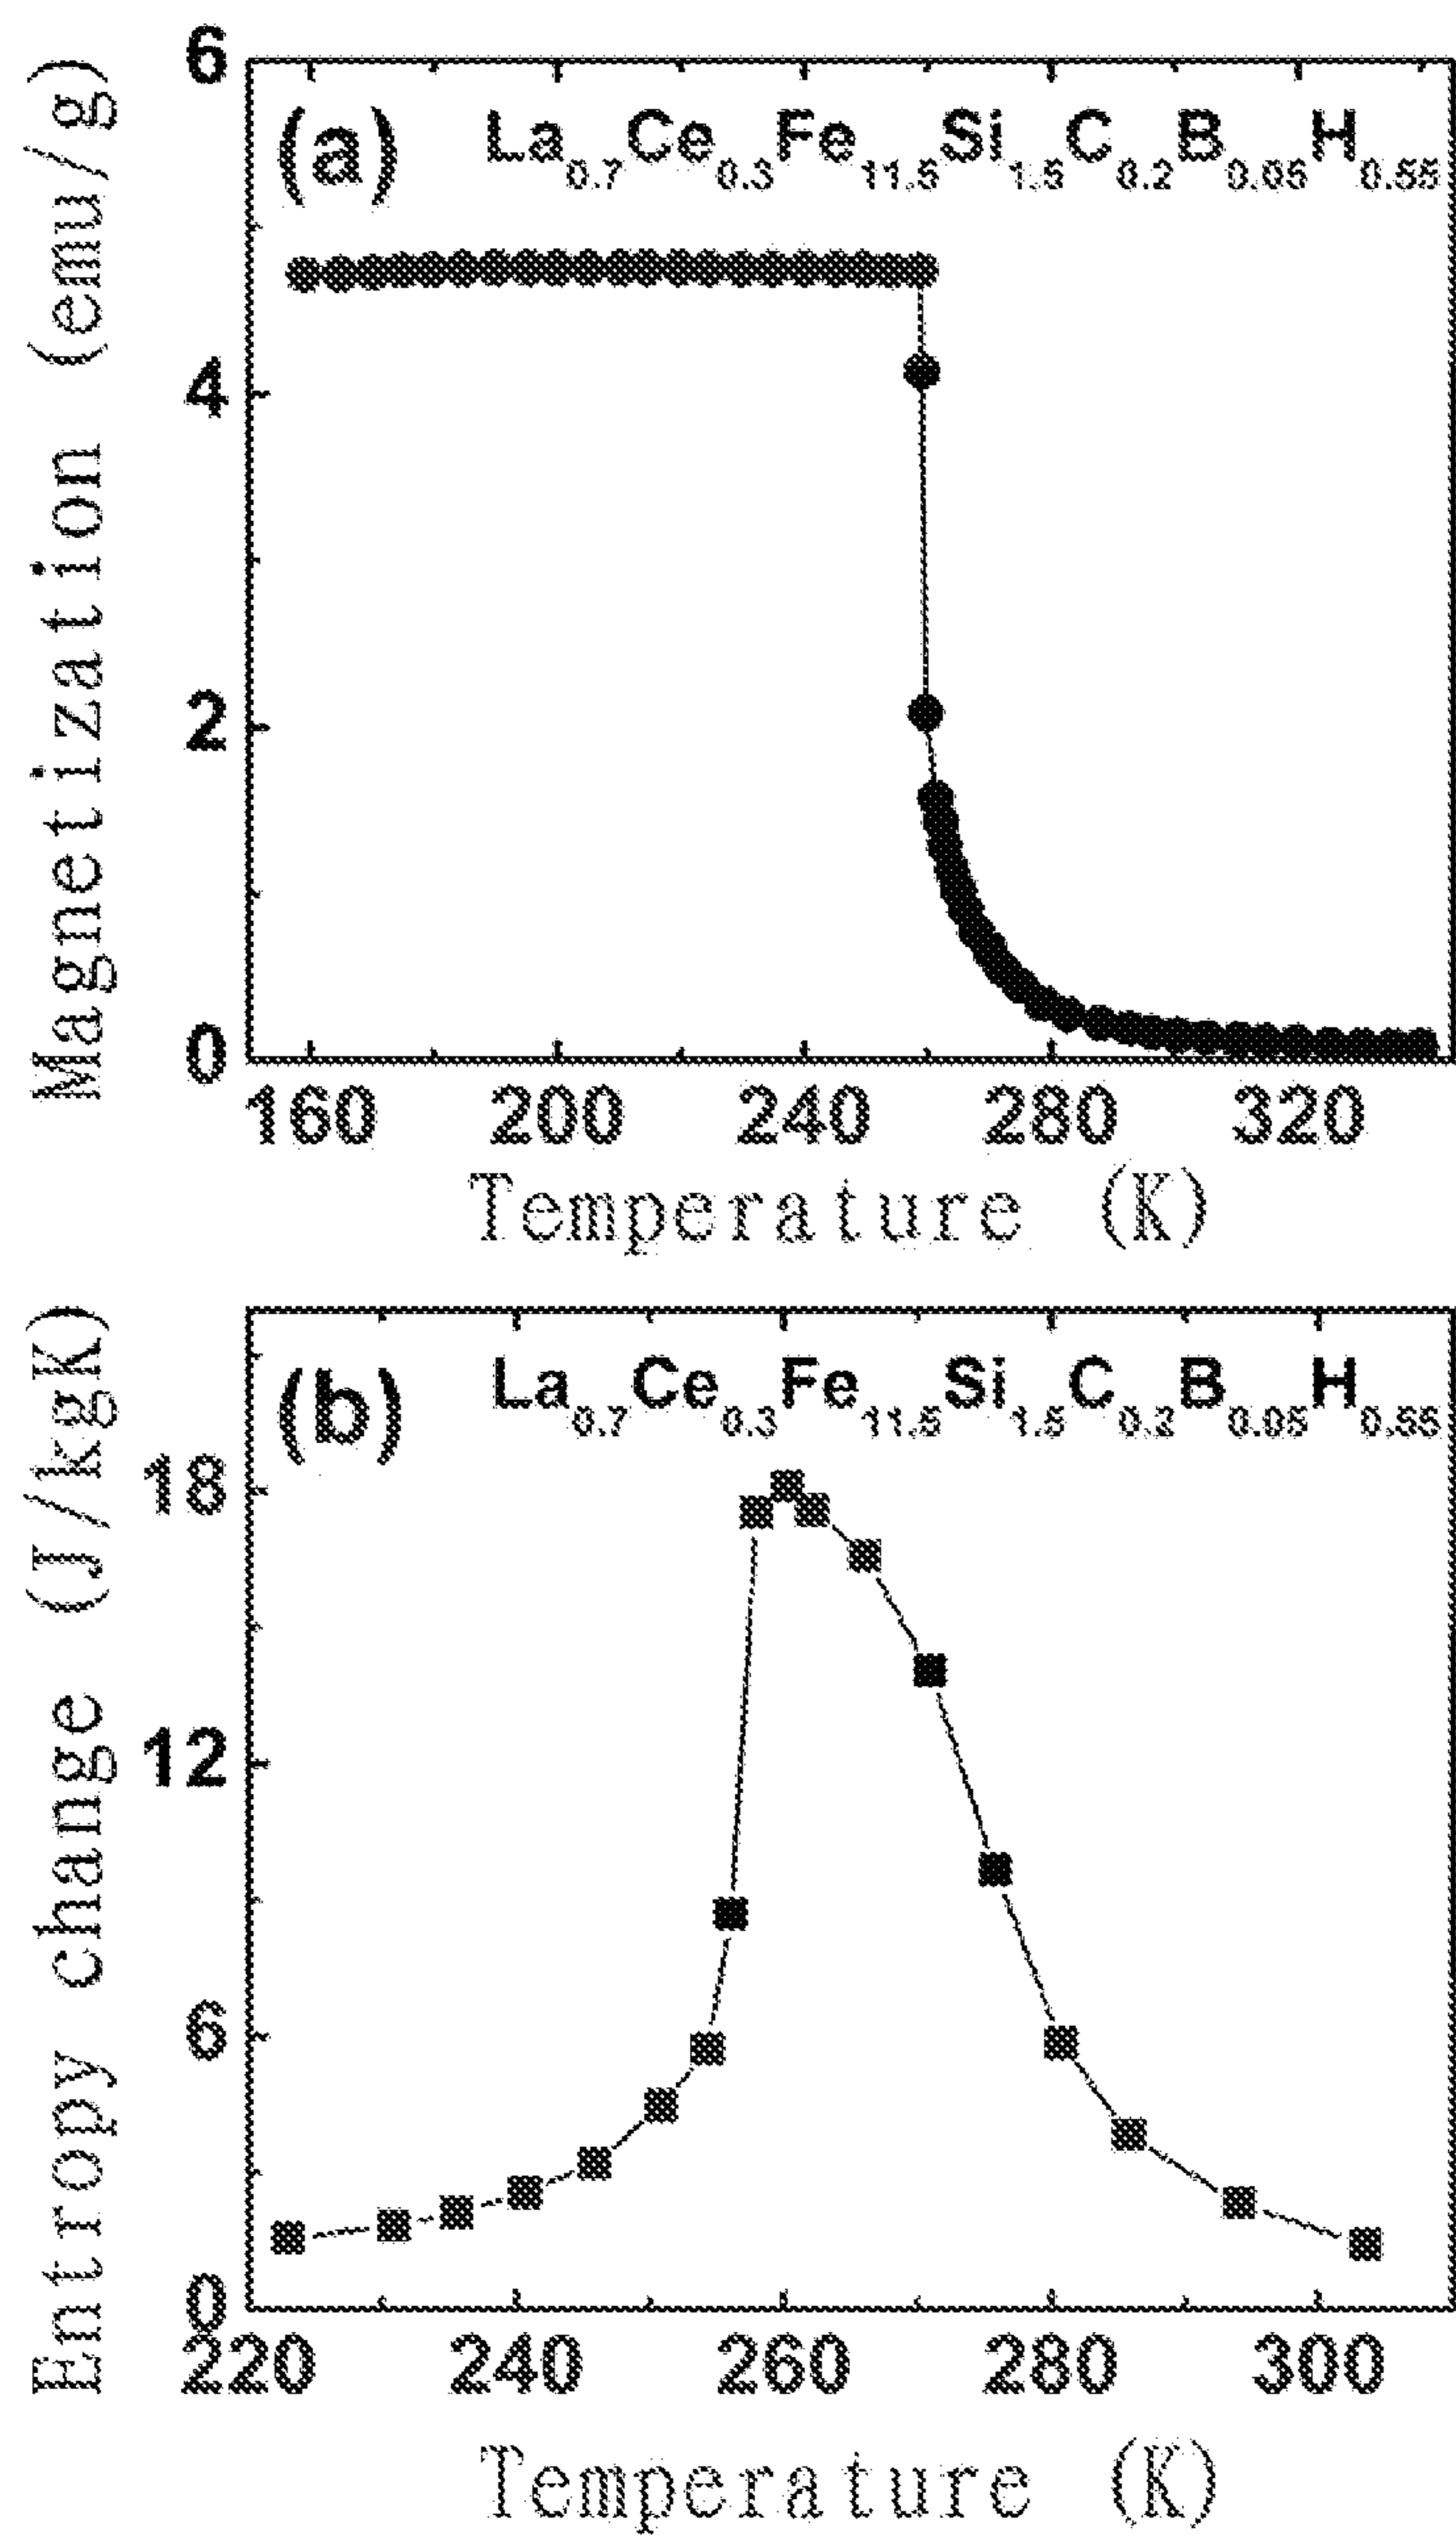 Magnetization (emu/g)
6
4
2
0
(a) La0.7Ce0.3Fe11.5Si1.5C0.2B0.05H0.55
160 200 240 280 320
Temperature (K)
Entropy change (J/kgK)
18
12
6
0
(b) La0.7Ce0.3Fe11.5Si1.5C0.2B0.05H0.55
220 240 260 280 300
Temperature (K)